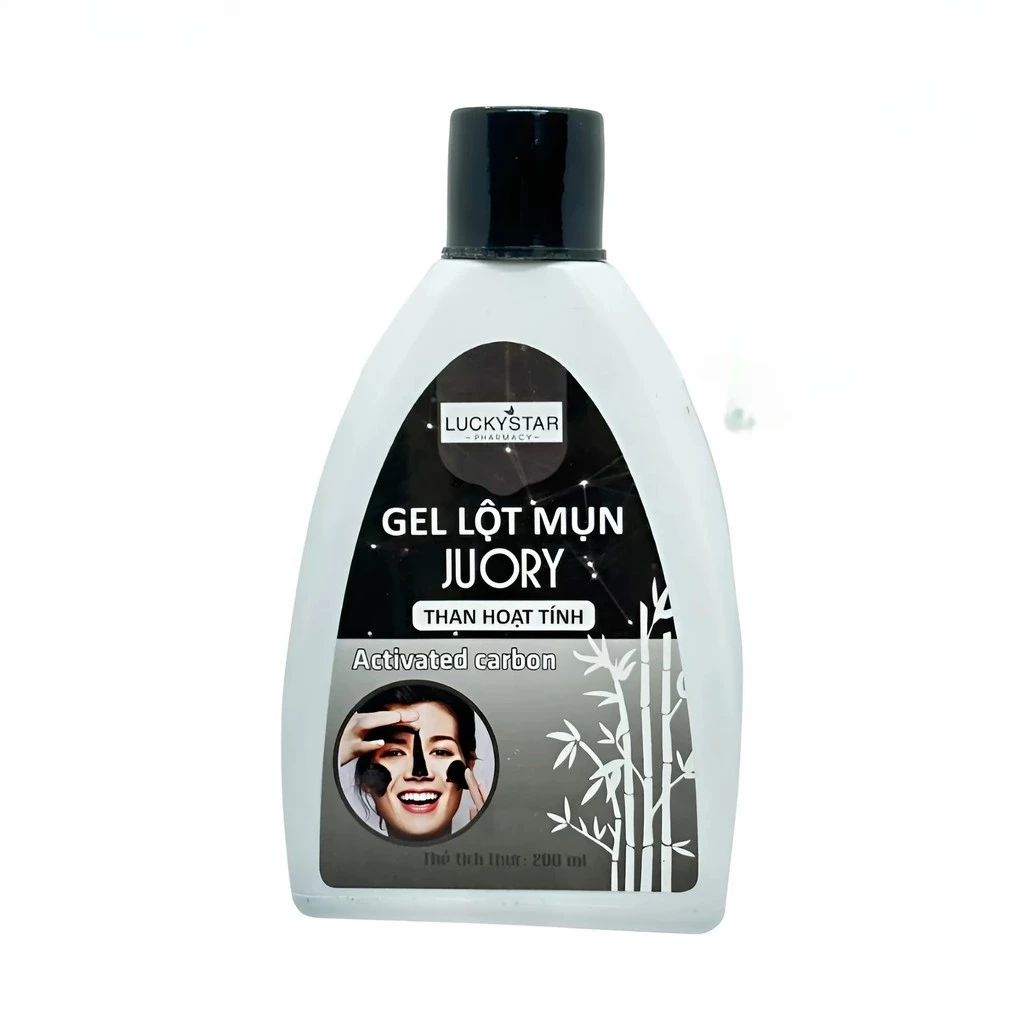 LUCKYSTAR
PHARMACY
GEL LỘT MỤN
JUORY
THAN HOẠT TÍNH
Activated carbon
Thể tích thực: 200 ml